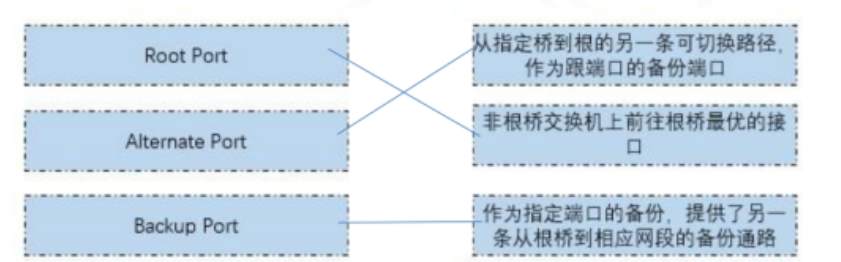 Root Port
从指定桥到根的另一条可切换路径，
作为跟端口的备份端口
Alternate Port
非根桥交换机上前往根桥最优的接
口
Backup Port
作为指定端口的备份，提供了另一
条从根桥到相应网段的备份通路